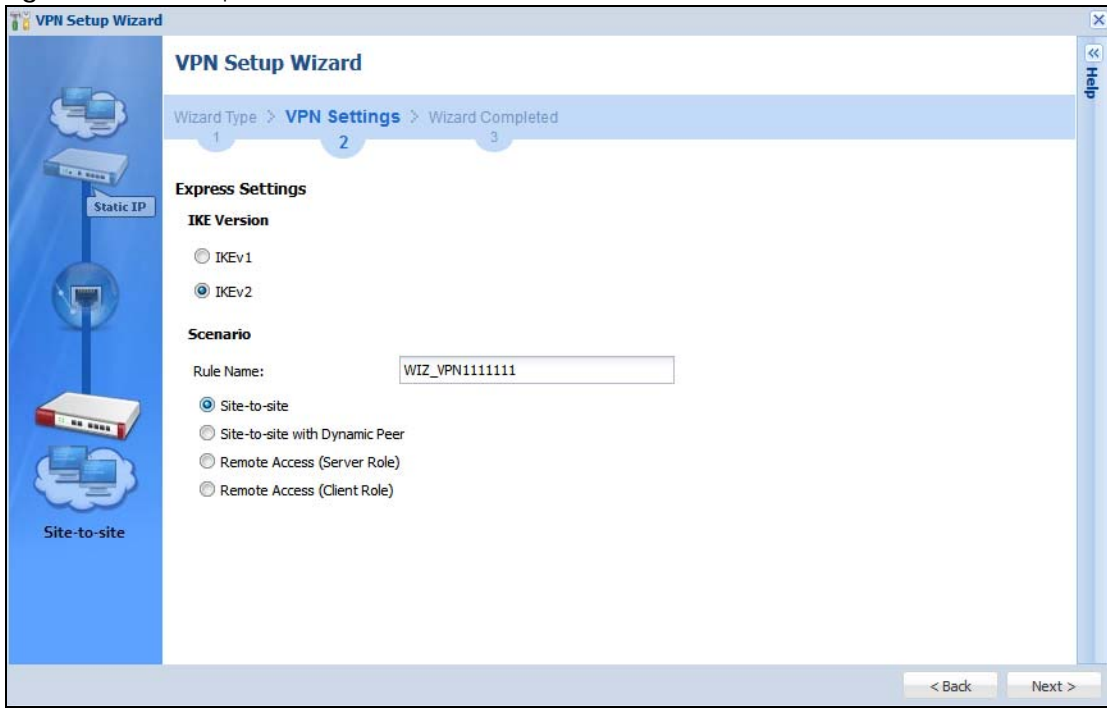 VPN Setup Wizard
Help
VPN Setup Wizard
Wizard Type > VPN Settings > Wizard Completed
1 2 3
Static IP
Express Settings
IKE Version
IKEv1
IKEv2
Scenario
Rule Name: WIZ_VPN1111111
Site-to-site
Site-to-site with Dynamic Peer
Remote Access (Server Role)
Remote Access (Client Role)
Site-to-site
< Back Next >